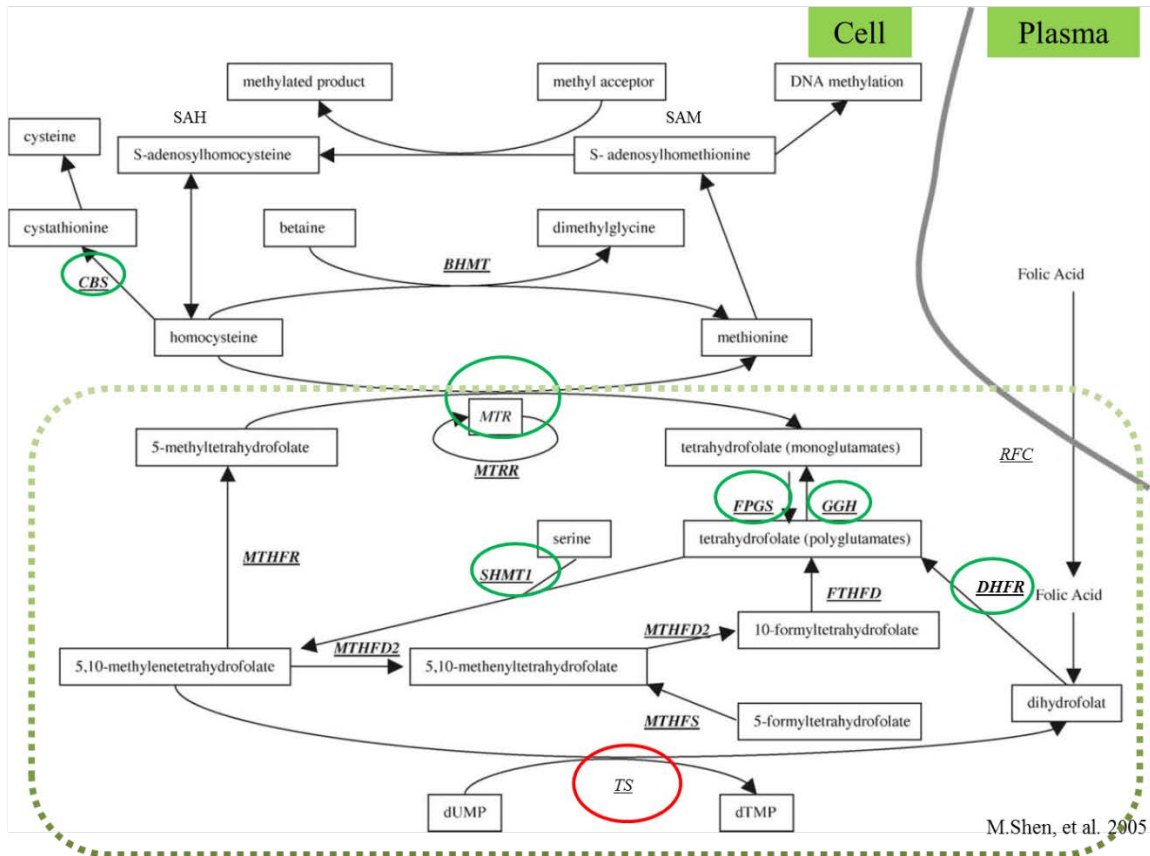 Cell
Plasma
methylated product
methyl acceptor
DNA methylation
SAH
SAM
cysteine
S-adenosylhomocysteine
S- adenosylhomethionine
cystathionine
betaine
dimethylglycine
CBS
BHMT
Folic Acid
homocysteine
methionine
MTR
5-methyltetrahydrofolate
tetrahydrofolate (monoglutamates)
MTRR
RFC
FPGS
GGH
serine
tetrahydrofolate (polyglutamates)
MTHFR
SHMT1
DHFR
FTHFD
Folic Acid
MTHFD2
MTHFD2
10-formyltetrahydrofolate
5,10-methylenetetrahydrofolate
5,10-methenyltetrahydrofolate
dihydrofolat
MTHFS
5-formyltetrahydrofolate
TS
dUMP
dTMP
M.Shen, et al. 2005